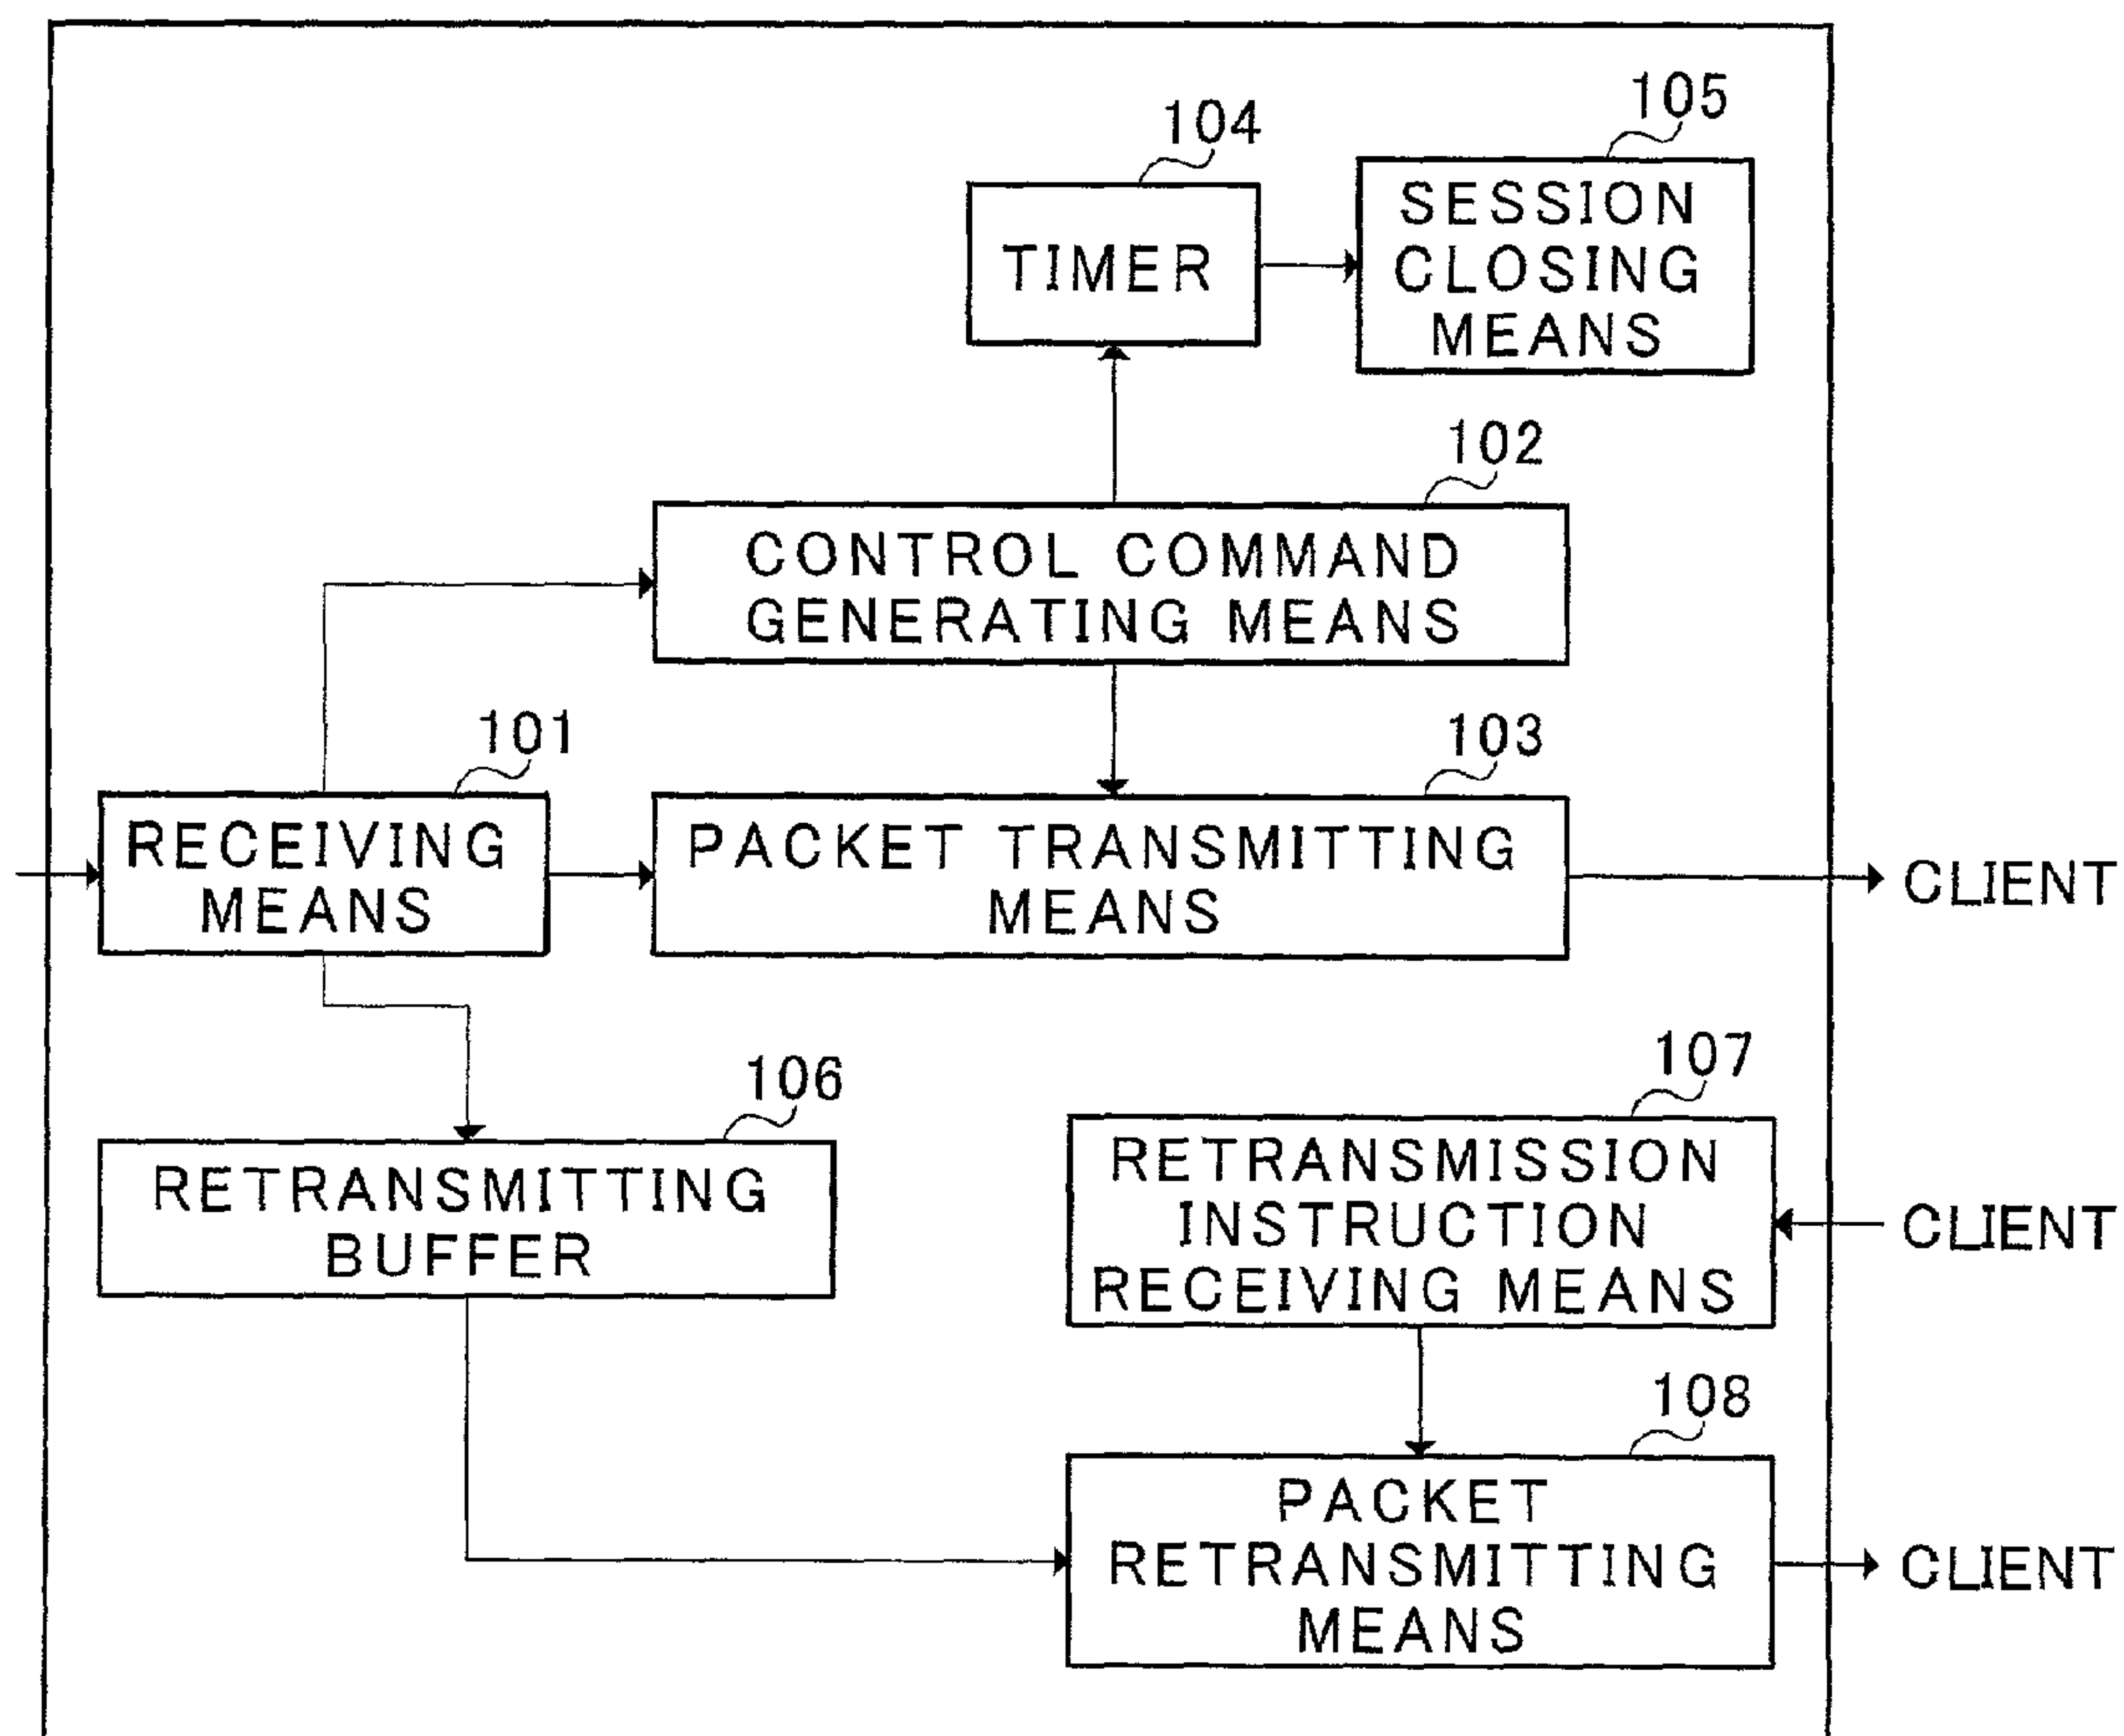 105
104
SESSION
CLOSING
MEANS
TIMER
102
CONTROL COMMAND
GENERATING MEANS
101
103
RECEIVING
MEANS
PACKET TRANSMITTING
MEANS
CLIENT
106
107
RETRANSMITTING
BUFFER
RETRANSMISSION
INSTRUCTION
RECEIVING MEANS
CLIENT
108
PACKET
RETRANSMITTING
MEANS
CLIENT